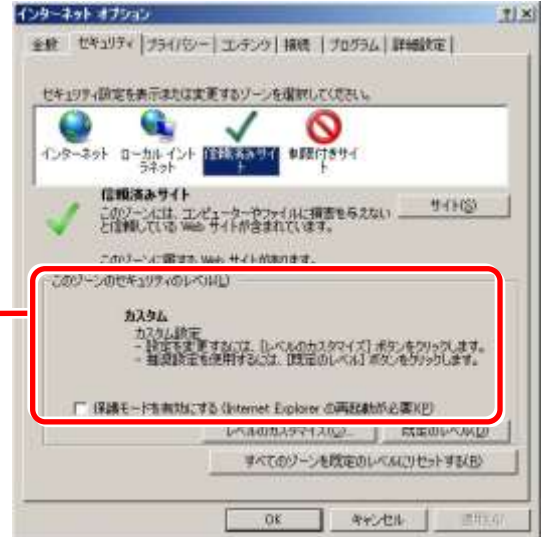 インターネット オプション
全般 セキュリティ プライバシー コンテンツ 接続 プログラム 詳細設定
セキュリティ設定を表示または変更するゾーンを選択してください。
インターネット ローカル イントラネット 信頼済みサイト 制限付きサイト
信頼済みサイト
このゾーンには、コンピューターやファイルに損害を与えない
と信頼している Web サイトが含まれています。
サイト(S)
このゾーンに属する Web サイトがあります。
このゾーンのセキュリティのレベル(L)
カスタム
カスタム設定
- 設定を変更するには、[レベルのカスタマイズ] ボタンをクリックします。
- 推奨設定を使用するには、[既定のレベル] ボタンをクリックします。
保護モードを有効にする (Internet Explorer の再起動が必要)(P)
レベルのカスタマイズ(C)... 既定のレベル(D)
すべてのゾーンを既定のレベルにリセットする(R)
OK キャンセル 適用(A)